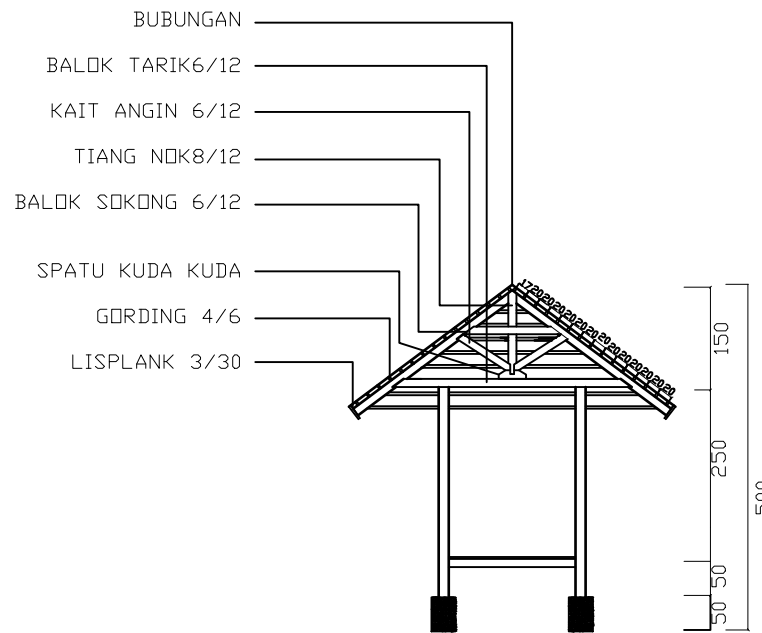 BUBUNGAN
BALOK TARIK6/12
KAIT ANGIN 6/12
TIANG NOK8/12
BALOK SOKONG 6/12
SPATU KUDA KUDA
GORDING 4/6
LISPLANK 3/30
150
250
50
50